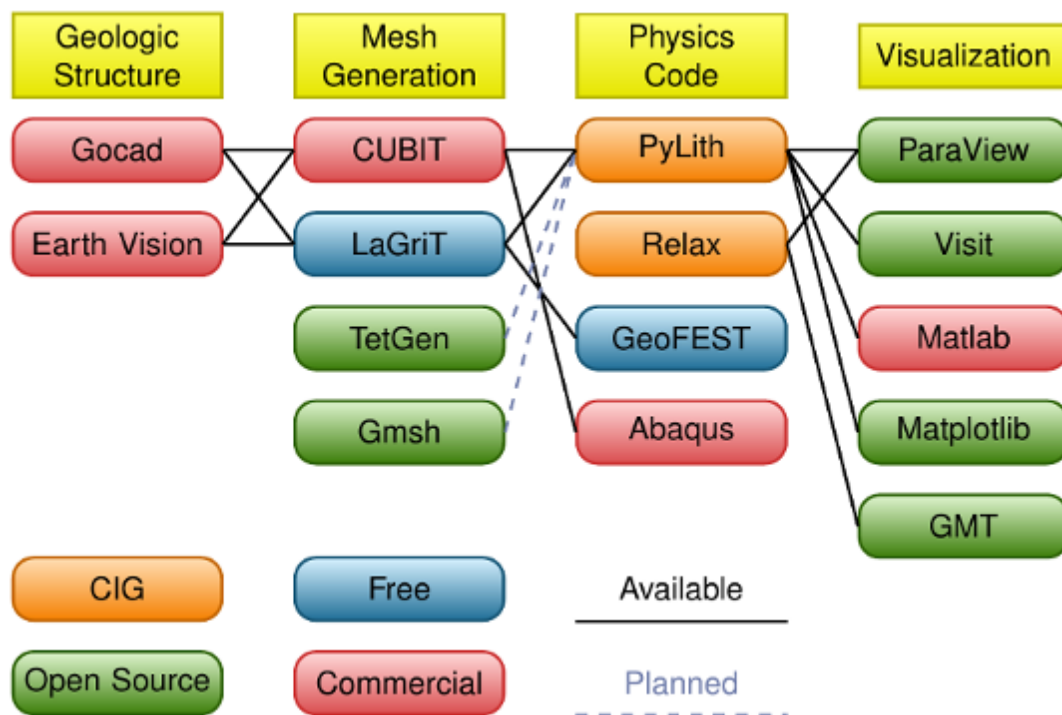 Geologic
Structure
Mesh
Generation
Physics
Code
Visualization
Gocad
CUBIT
PyLith
ParaView
Earth Vision
LaGriT
Relax
Visit
TetGen
GeoFEST
Matlab
Gmsh
Abaqus
Matplotlib
GMT
CIG
Free
Available
Open Source
Commercial
Planned